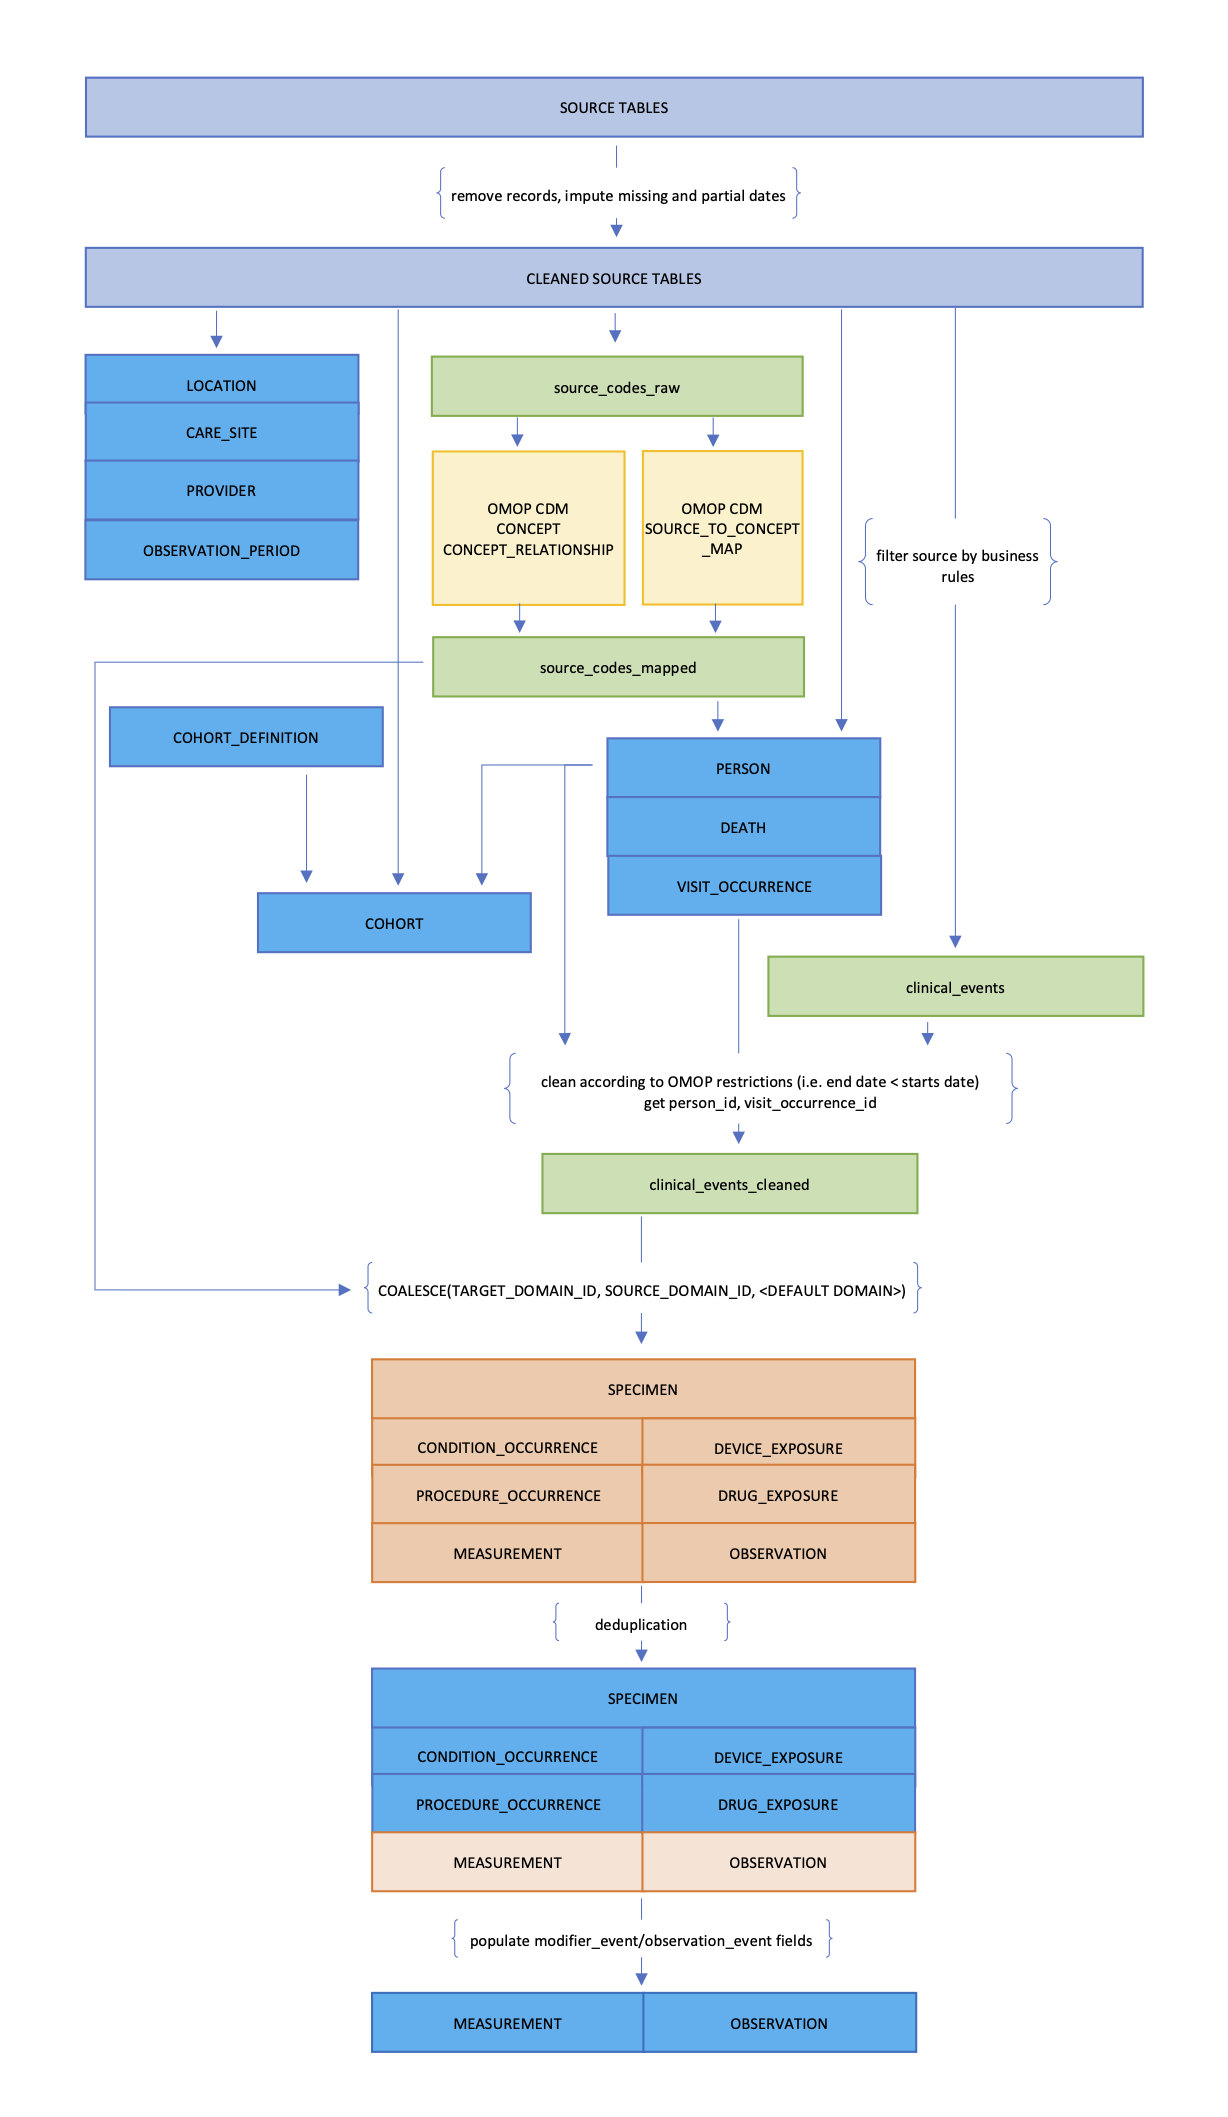 SOURCE TABLES
remove records, impute missing and partial dates
CLEANED SOURCE TABLES
LOCATION
CARE_SITE
PROVIDER
OBSERVATION_PERIOD
source_codes_raw
OMOP CDM
CONCEPT
CONCEPT_RELATIONSHIP
OMOP CDM
SOURCE_TO_CONCEPT
_MAP
filter source by business
rules
source_codes_mapped
COHORT_DEFINITION
PERSON
DEATH
VISIT_OCCURRENCE
COHORT
clinical_events
clean according to OMOP restrictions (i.e. end date < starts date)
get person_id, visit_occurrence_id
clinical_events_cleaned
COALESCE(TARGET_DOMAIN_ID, SOURCE_DOMAIN_ID, <DEFAULT DOMAIN>)
SPECIMEN
CONDITION_OCCURRENCE
DEVICE_EXPOSURE
PROCEDURE_OCCURRENCE
DRUG_EXPOSURE
MEASUREMENT
OBSERVATION
deduplication
SPECIMEN
CONDITION_OCCURRENCE
DEVICE_EXPOSURE
PROCEDURE_OCCURRENCE
DRUG_EXPOSURE
MEASUREMENT
OBSERVATION
populate modifier_event/observation_event fields
MEASUREMENT
OBSERVATION